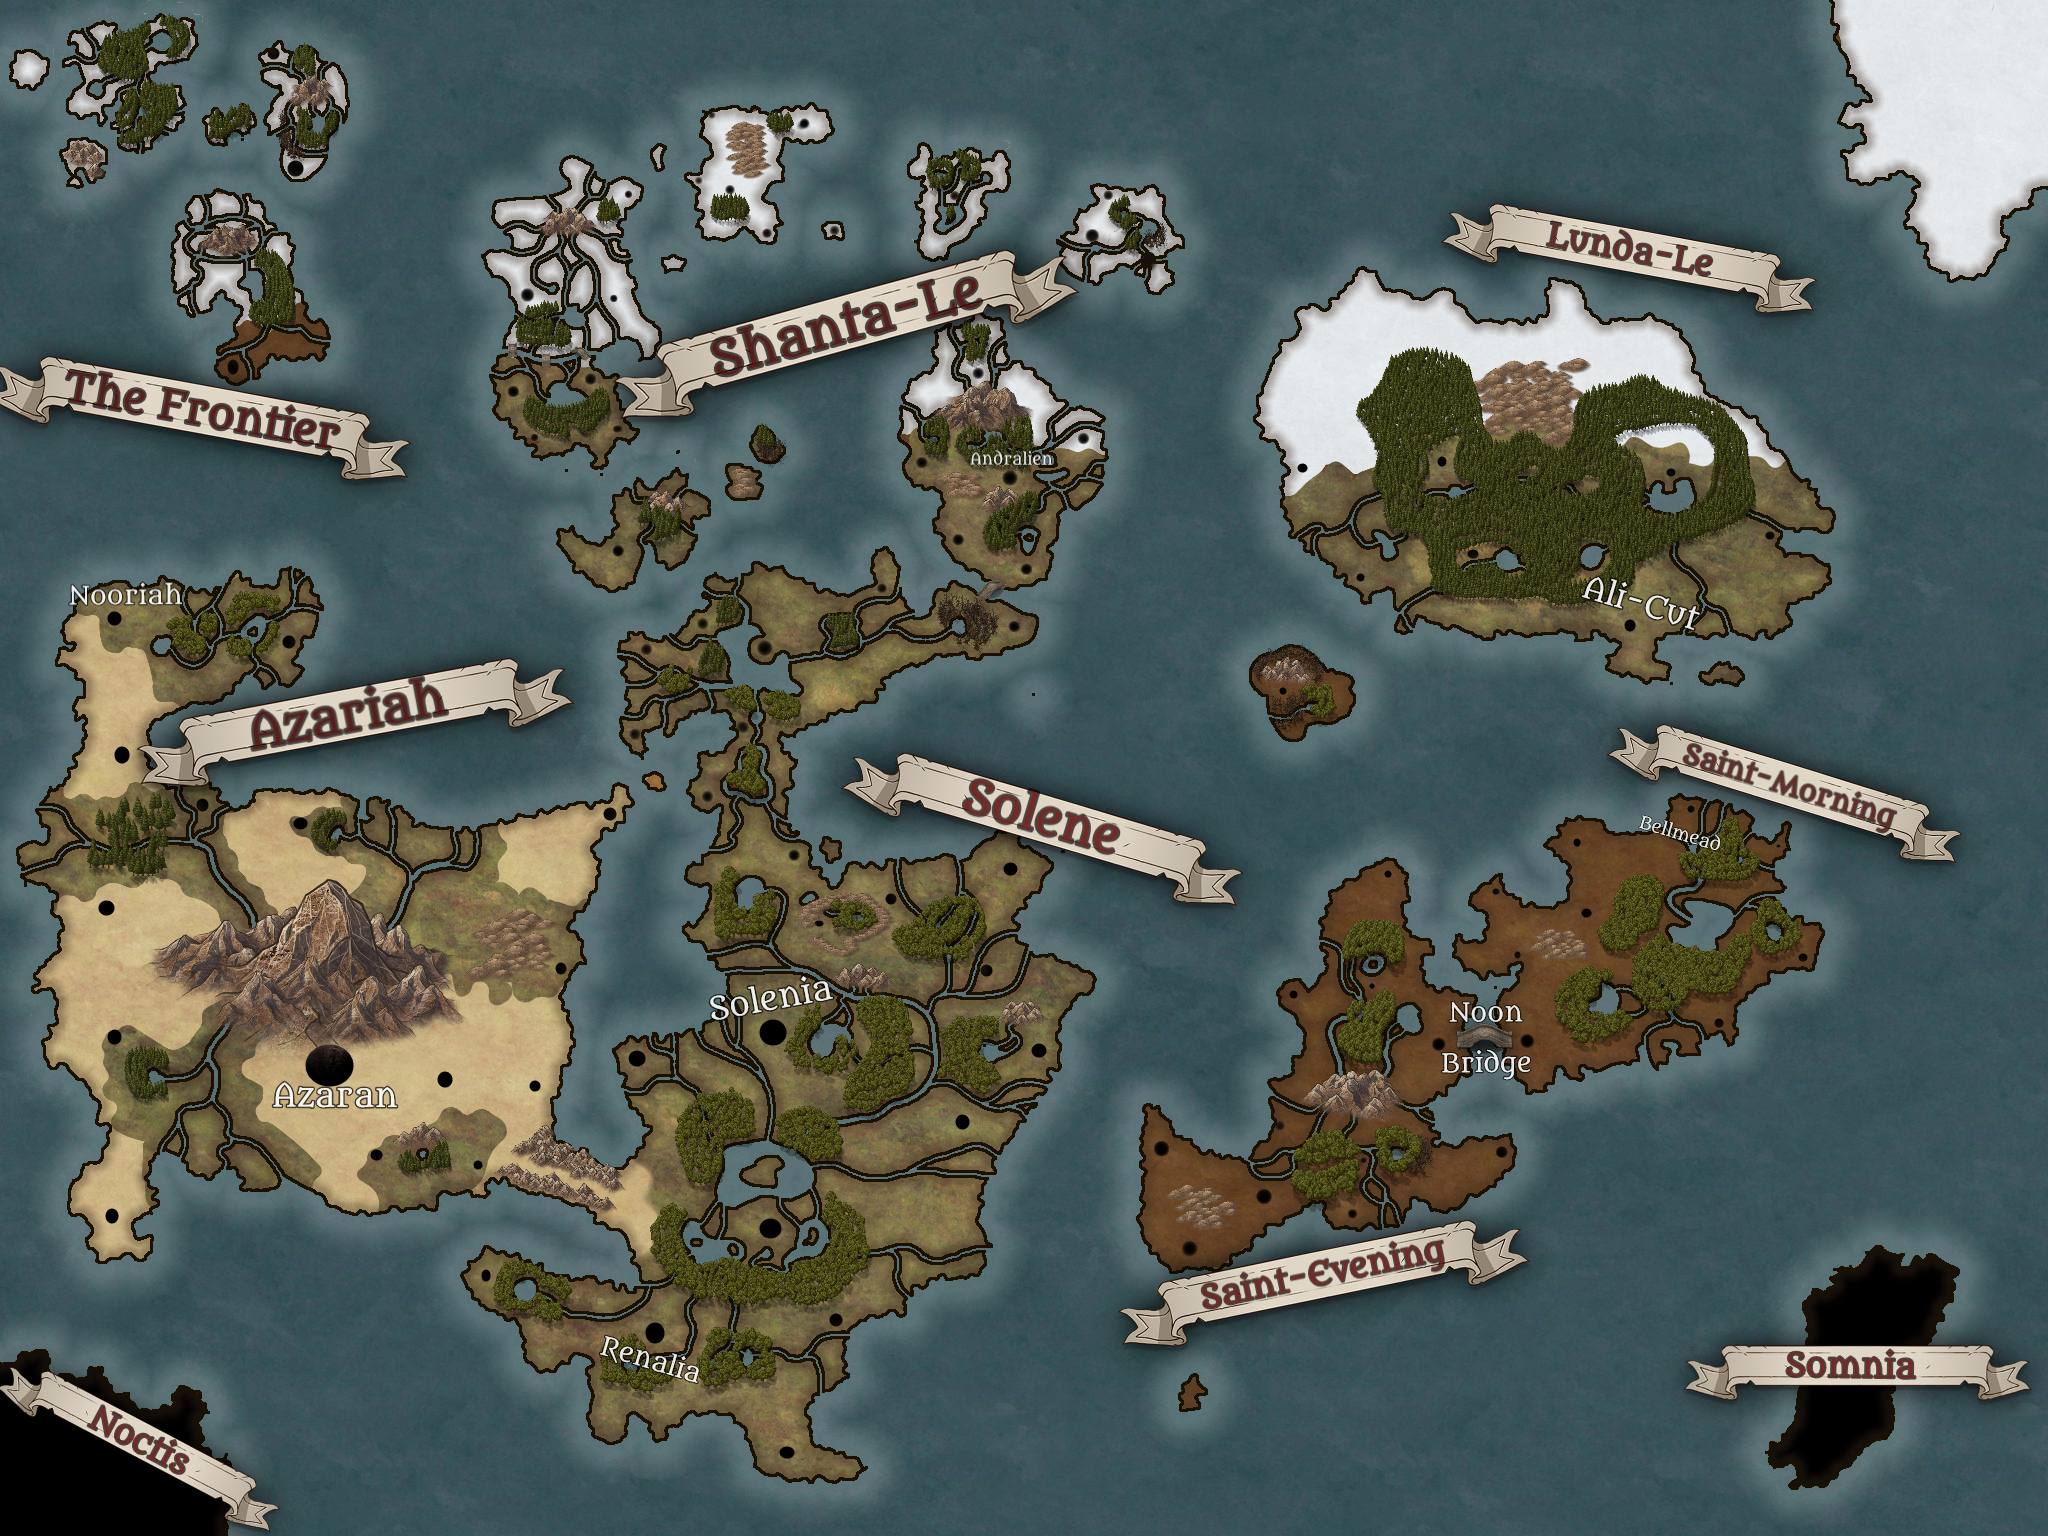 Lunda-Le
Shanta-Le
The Frontier
Andralien
Nooriah
Ali-Cut
Azariah
Saint-Morning
Solene
Bellmead
Solenia
Noon
Bridge
Azaran
Saint-Evening
Renalia
Somnia
Noctis